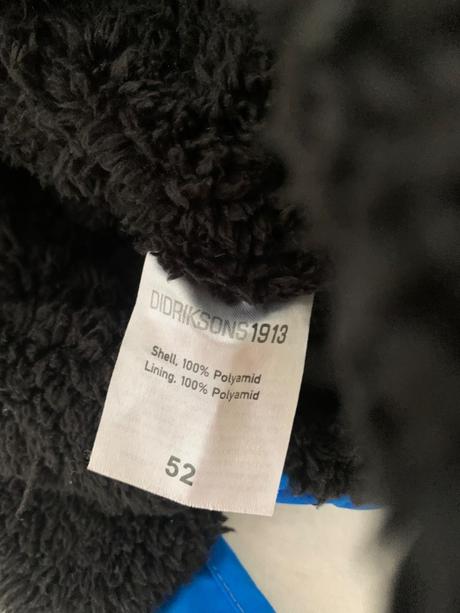 DIDRIKSONS1913
Shell, 100% Polyamid
Lining, 100% Polyamid
52